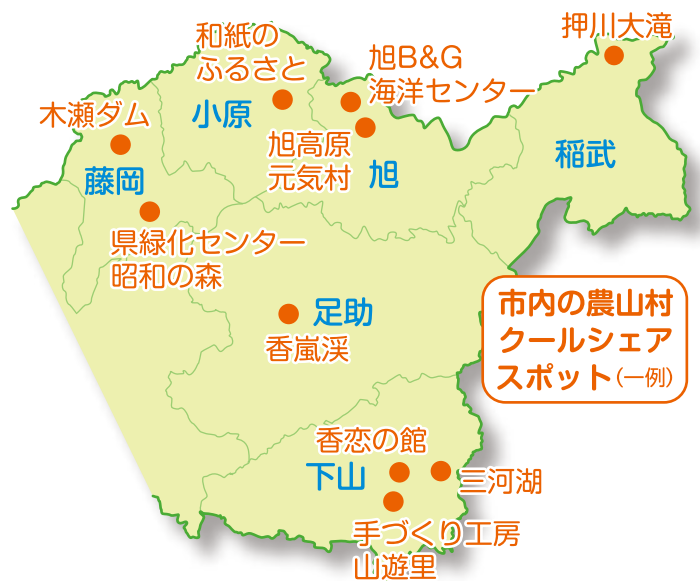 押川大滝
和紙の
ふるさと
旭B&G
海洋センター
木瀬ダム
小原
旭高原
元気村
旭
稲武
藤岡
県緑化センター
昭和の森
足助
香嵐渓
市内の農山村
クールシェア
スポット(一例)
香恋の館
下山
三河湖
手づくり工房
山遊里